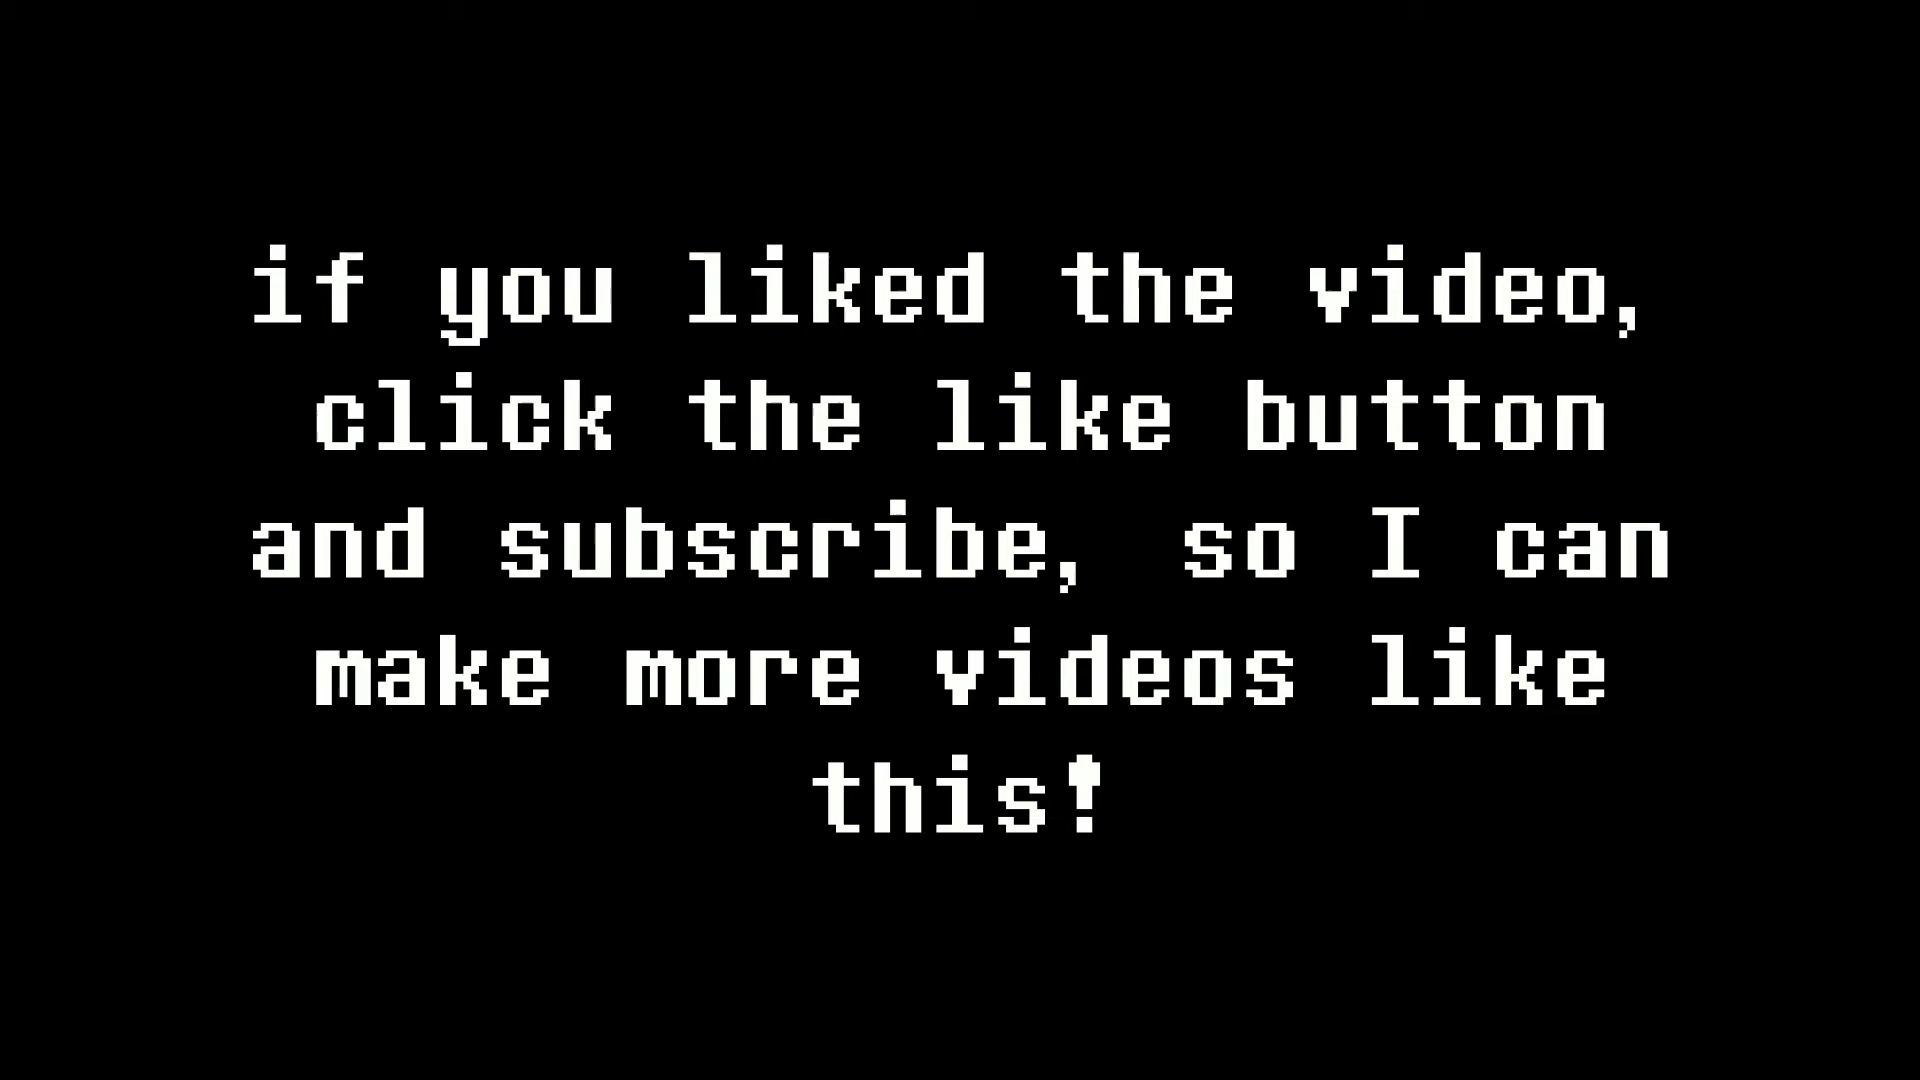 if you liked the video,
click the like button
and subscribe, so I can
make more videos like
this!